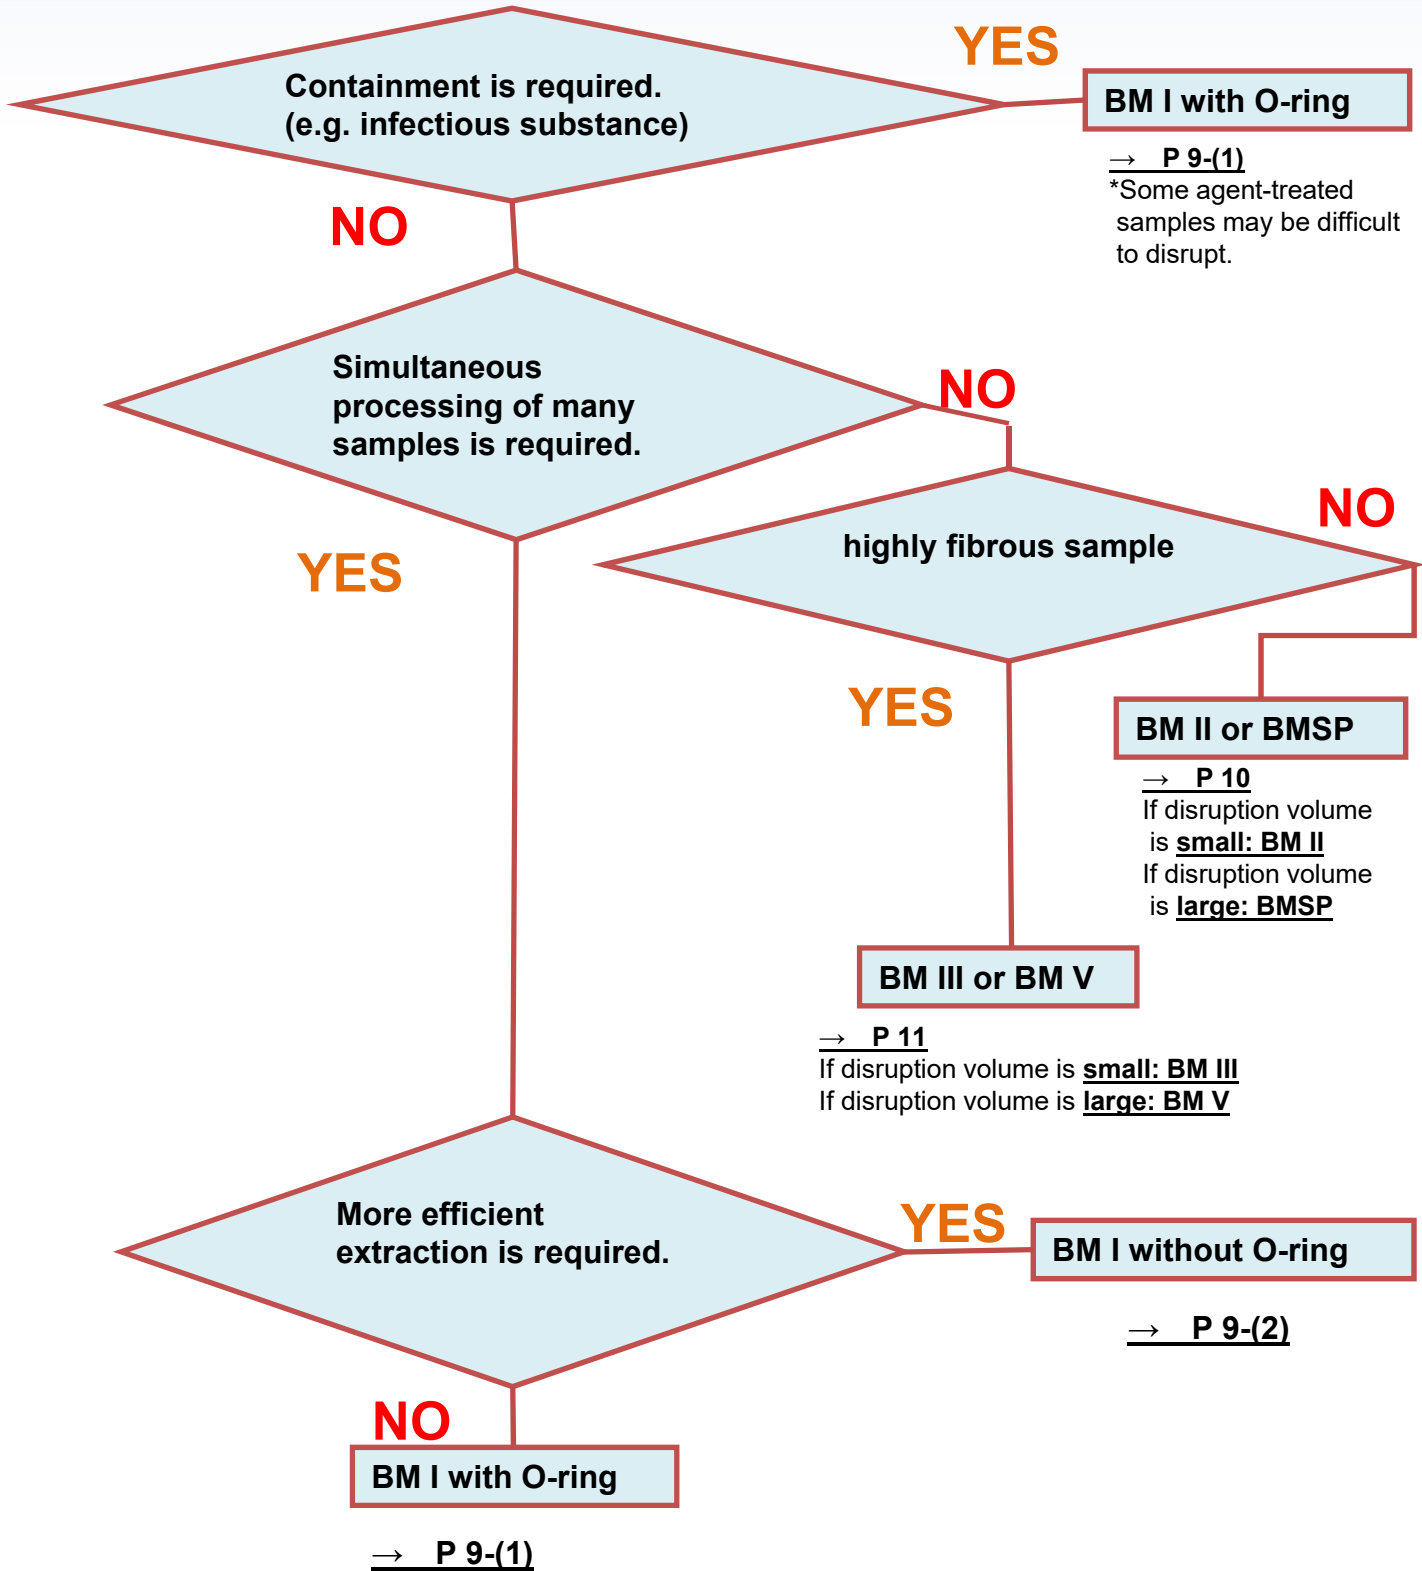 YES
Containment is required.
(e.g. infectious substance)
BM I with O-ring
→ P 9-(1)
*Some agent-treated
samples may be difficult
to disrupt.
NO
Simultaneous
processing of many
samples is required.
NO
NO
highly fibrous sample
YES
YES
BM II or BMSP
→ P 10
If disruption volume
is small: BM II
If disruption volume
is large: BMSP
BM III or BM V
→ P 11
If disruption volume is small: BM III
If disruption volume is large: BM V
More efficient
extraction is required.
YES
BM I without O-ring
→ P 9-(2)
NO
BM I with O-ring
→ P 9-(1)